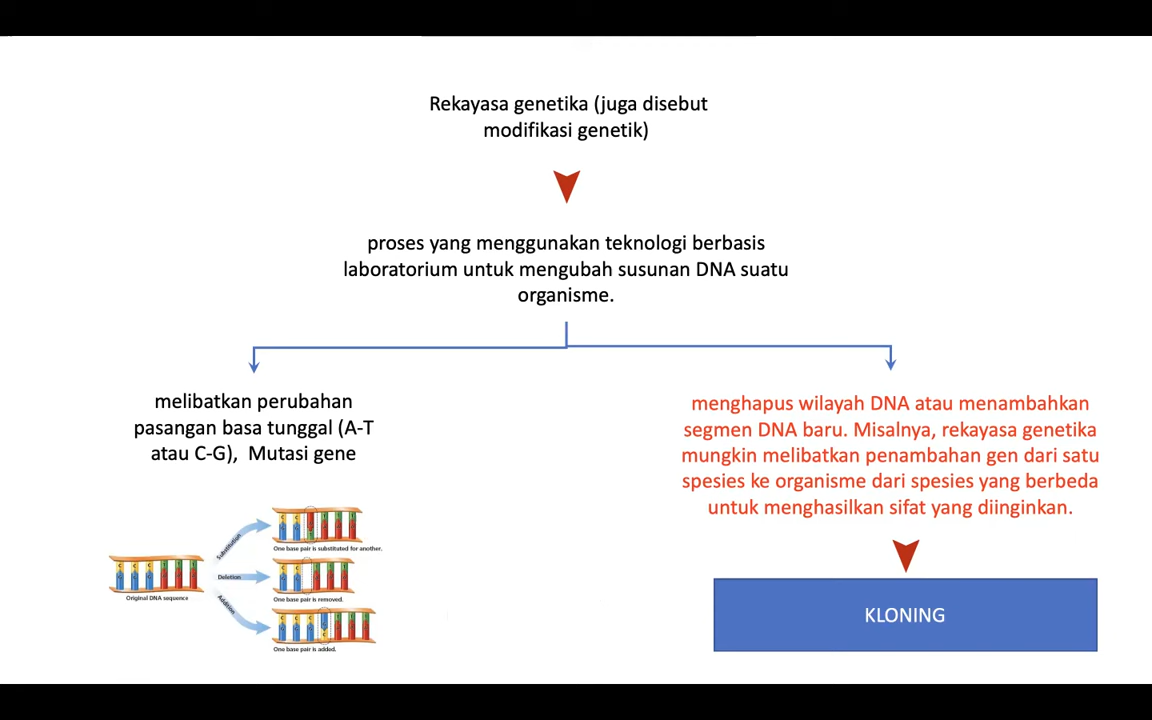 Rekayasa genetika (juga disebut
modifikasi genetik)
proses yang menggunakan teknologi berbasis
laboratorium untuk mengubah susunan DNA suatu
organisme.
melibatkan perubahan
pasangan basa tunggal (A-T
atau C-G),  Mutasi gene
Original DNA sequence
Substitution
One base pair is substituted for another.
Deletion
One base pair is removed.
Addition
One base pair is added.
menghapus wilayah DNA atau menambahkan
segmen DNA baru. Misalnya, rekayasa genetika
mungkin melibatkan penambahan gen dari satu
spesies ke organisme dari spesies yang berbeda
untuk menghasilkan sifat yang diinginkan.
KLONING